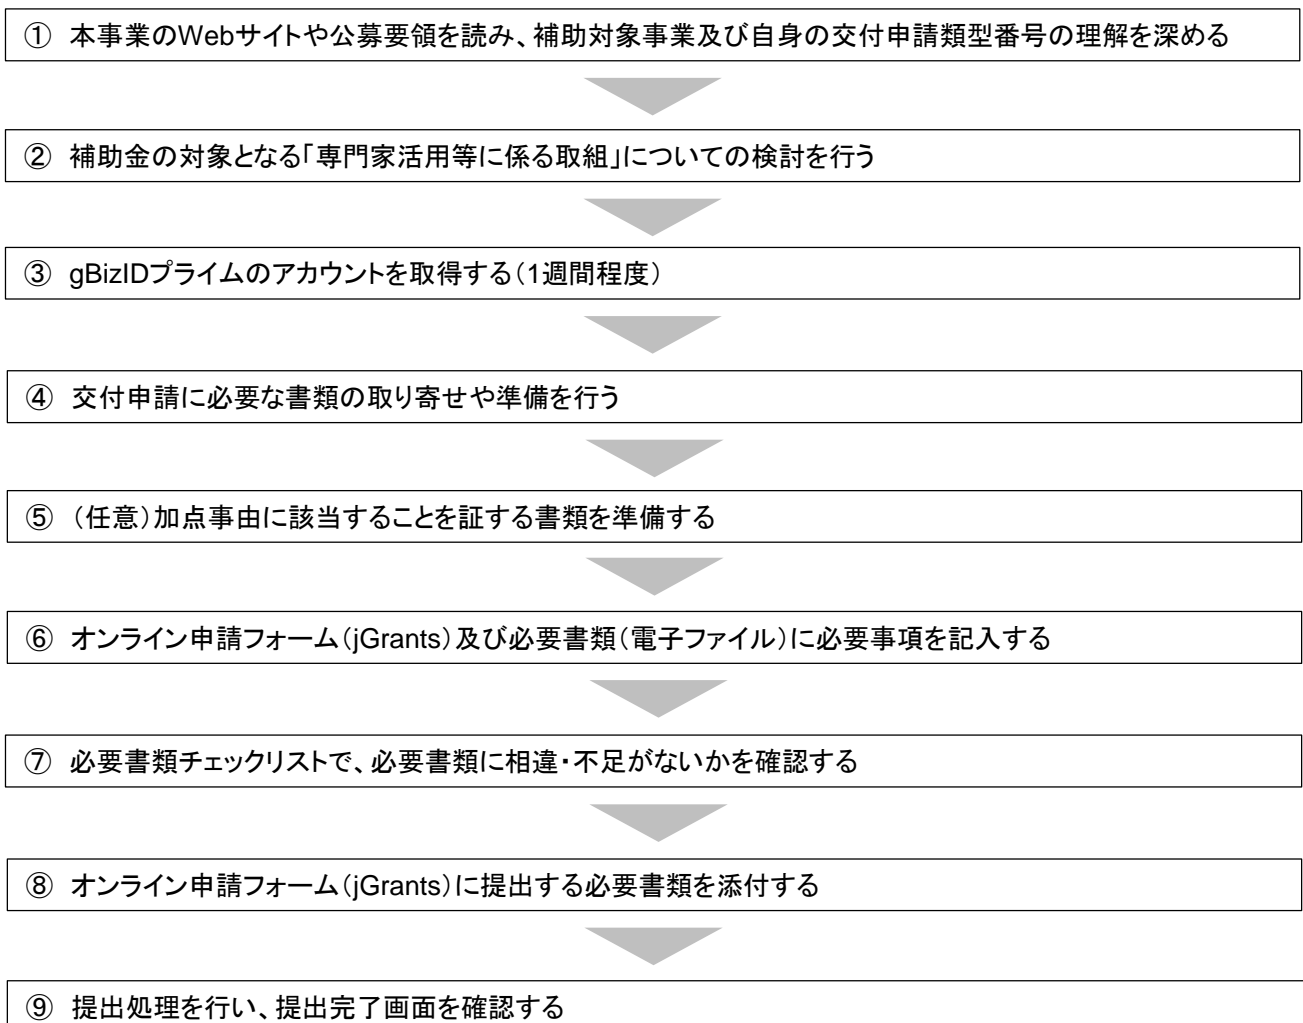 ① 本事業のWebサイトや公募要領を読み、補助対象事業及び自身の交付申請類型番号の理解を深める
② 補助金の対象となる「専門家活用等に係る取組」についての検討を行う
③ gBizIDプライムのアカウントを取得する（1週間程度）
④ 交付申請に必要な書類の取り寄せや準備を行う
⑤ （任意）加点事由に該当することを証する書類を準備する
⑥ オンライン申請フォーム（jGrants）及び必要書類（電子ファイル）に必要事項を記入する
⑦ 必要書類チェックリストで、必要書類に相違・不足がないかを確認する
⑧ オンライン申請フォーム（jGrants）に提出する必要書類を添付する
⑨ 提出処理を行い、提出完了画面を確認する